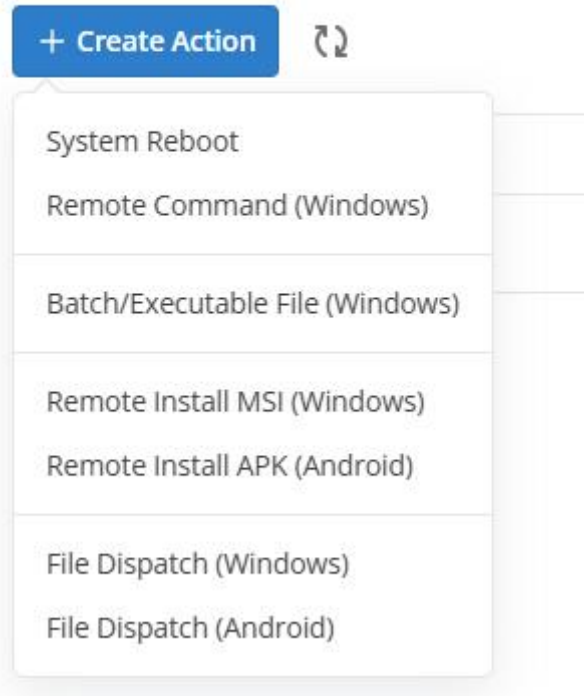 + Create Action
System Reboot
Remote Command (Windows)
Batch/Executable File (Windows)
Remote Install MSI (Windows)
Remote Install APK (Android)
File Dispatch (Windows)
File Dispatch (Android)